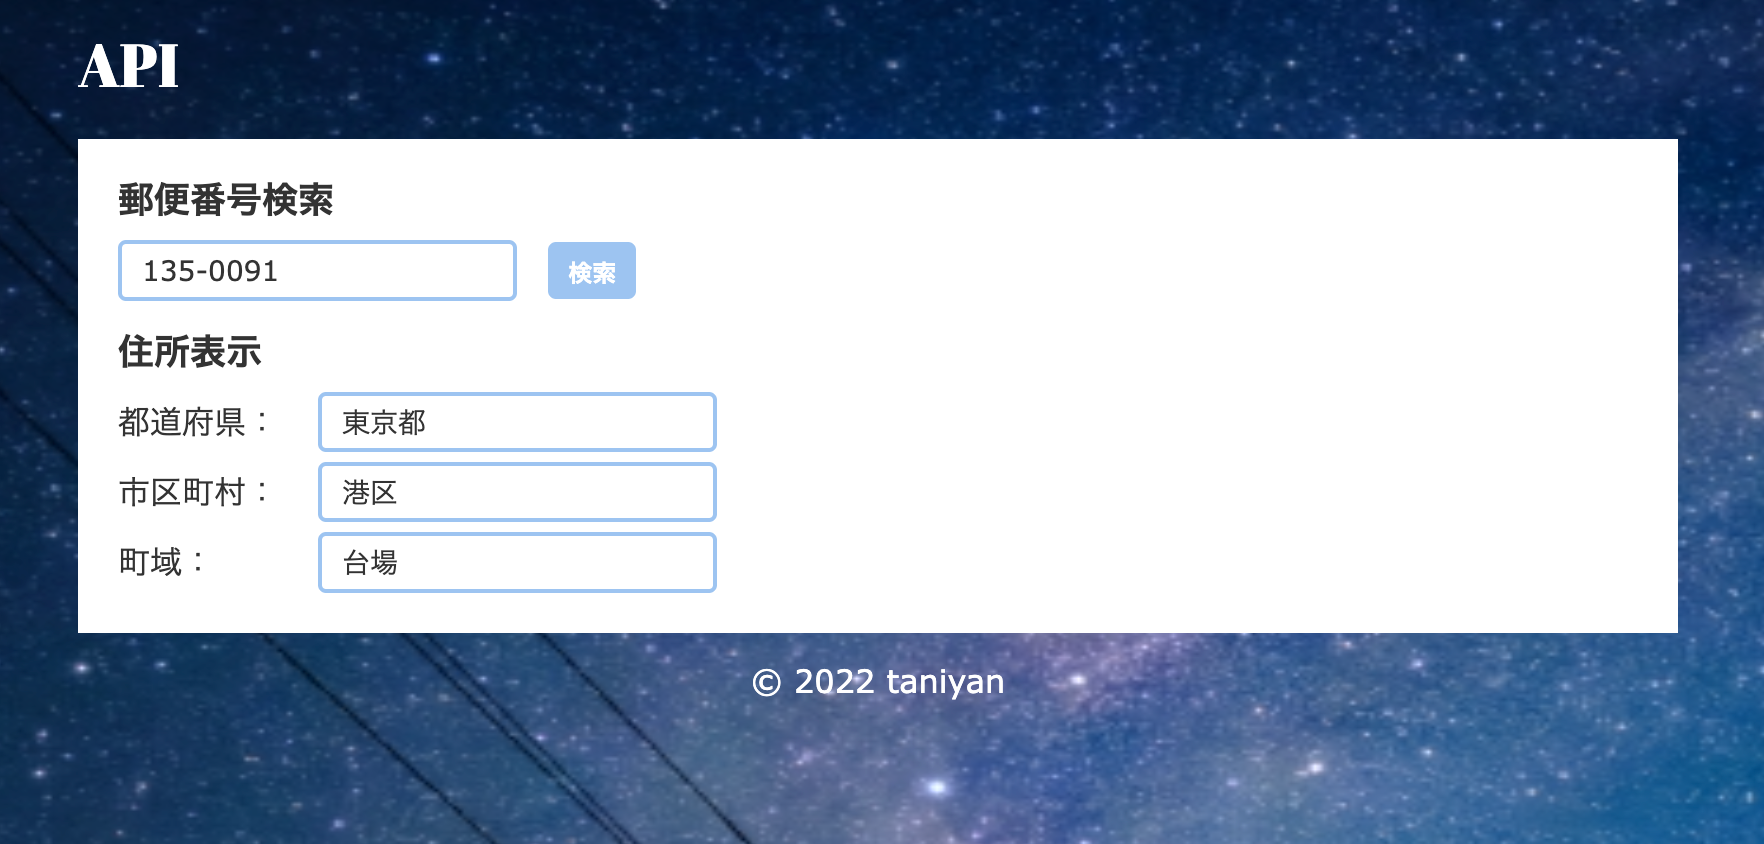 API
郵便番号検索
135-0091 検索
住所表示
都道府県： 東京都
市区町村： 港区
町域： 台場
© 2022 taniyan